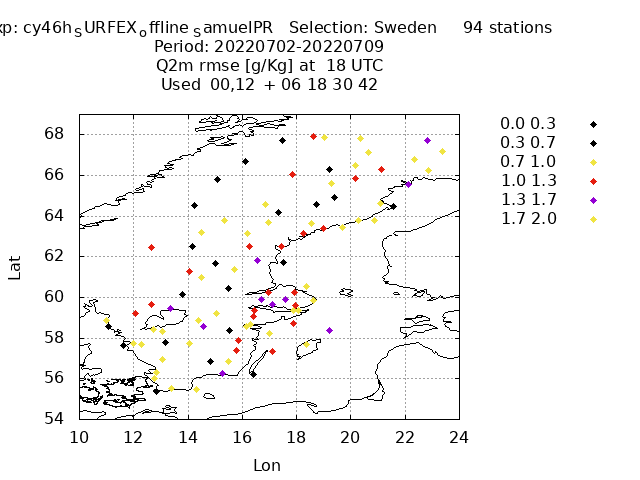 xp: cy46h_SURFEX_offline_SamuelPR Selection: Sweden 94 stations
Period: 20220702-20220709
Q2m rmse [g/Kg] at 18 UTC
Used 00,12 + 06 18 30 42
0.0 0.3
0.3 0.7
0.7 1.0
1.0 1.3
1.3 1.7
1.7 2.0
68
66
64
62
60
58
56
54
Lat
10 12 14 16 18 20 22 24
Lon